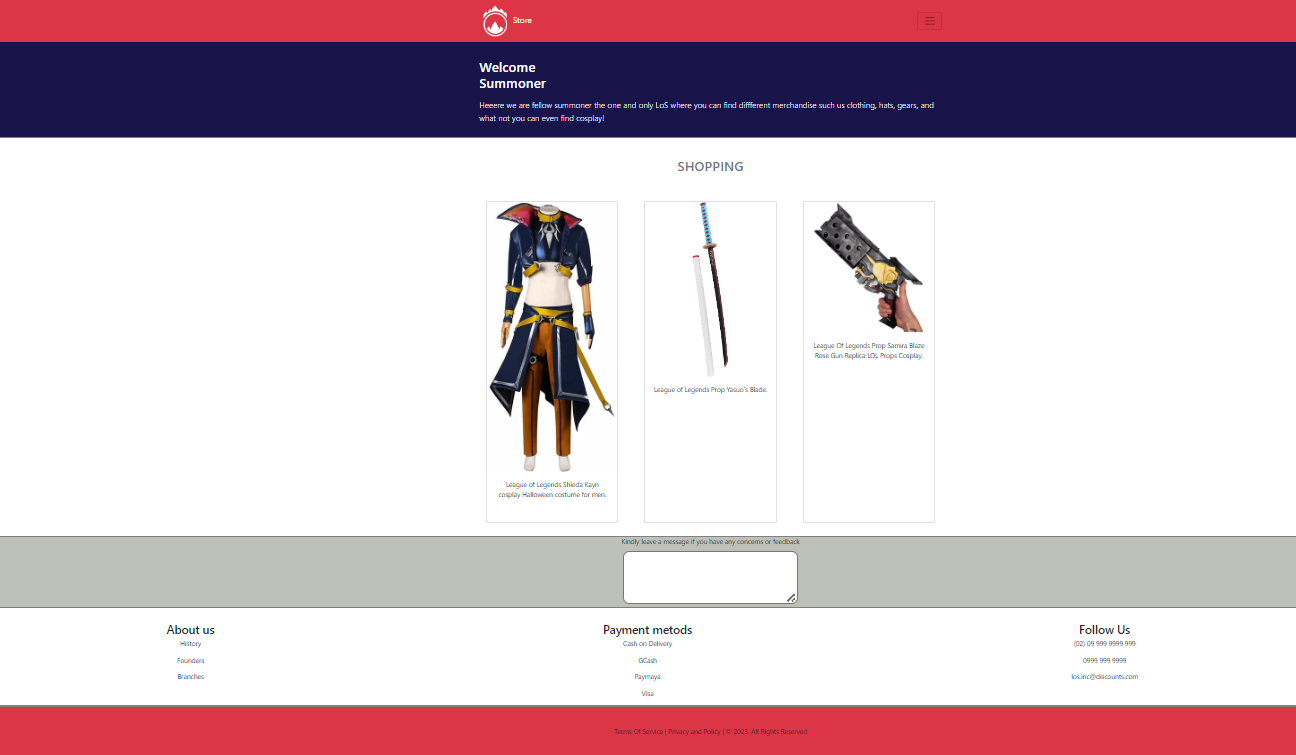 Store
Welcome
Summoner
Heeere we are fellow summoner the one and only LoS where you can find diffferent merchandise such us clothing, hats, gears, and
what not you can even find cosplay!
SHOPPING
League of Legends Shieda Kayn
cosplay Halloween costume for men.
League of Legends Prop Yasuo's Blade.
League Of Legends Prop Samira Blaze
Rose Gun Replica LOL Props Cosplay.
Kindly leave a message if you have any concerns or feedback
About us
History
Founders
Branches
Payment metods
Cash on Delivery
GCash
Paymaya
Visa
Follow Us
(02) 09 999 9999 999
0999 999 9999
los.inc@discounts.com
Terms Of Service | Privacy and Policy | © 2023. All Rights Reserved